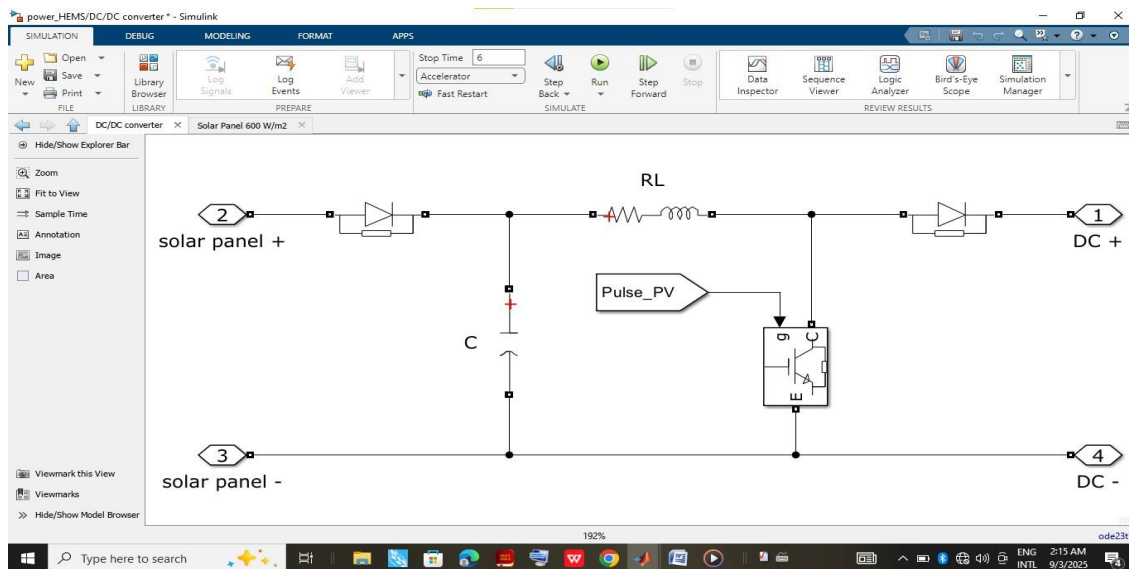 power_HEMS/DC/DC converter * - Simulink
SIMULATION DEBUG MODELING FORMAT APPS
New
Open
Save
Print
FILE
Library
Browser
LIBRARY
Log
Signals
Log
Events
Add
Viewer
PREPARE
Stop Time 6
Accelerator
Fast Restart
Step
Back
Run
Step
Forward
Stop
SIMULATE
Data
Inspector
Sequence
Viewer
Logic
Analyzer
Bird's-Eye
Scope
Simulation
Manager
REVIEW RESULTS
DC/DC converter
Solar Panel 600 W/m2
Hide/Show Explorer Bar
Zoom
Fit to View
Sample Time
Annotation
Image
Area
RL
2
solar panel +
1
DC +
Pulse_PV
g
C
E
C
3
solar panel -
4
DC -
Viewmark this View
Viewmarks
Hide/Show Model Browser
192%
ode23t
Type here to search
ENG
INTL
2:15 AM
9/3/2025